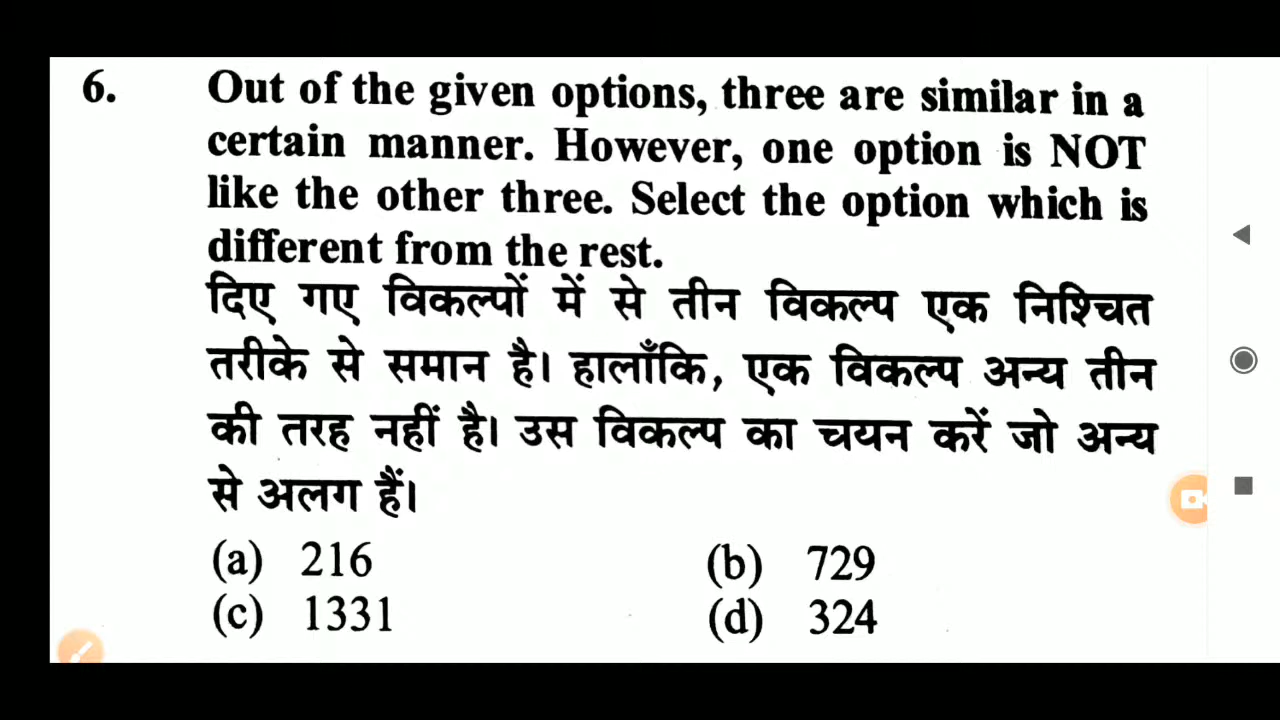 6. Out of the given options, three are similar in a
certain manner. However, one option is NOT
like the other three. Select the option which is
different from the rest.
दिए गए विकल्पों में से तीन विकल्प एक निश्चित
तरीके से समान है। हालाँकि, एक विकल्प अन्य तीन
की तरह नहीं है। उस विकल्प का चयन करें जो अन्य
से अलग हैं।
(a) 216 (b) 729
(c) 1331 (d) 324